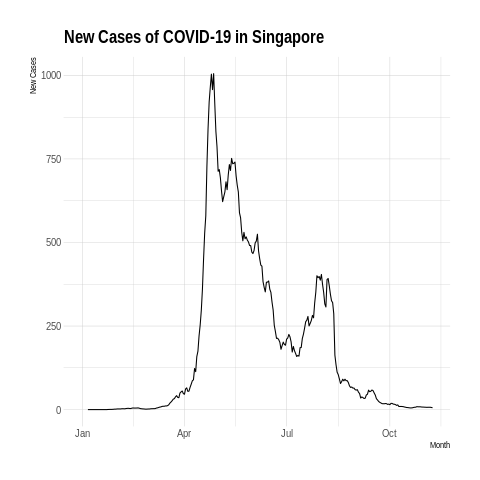 New Cases of COVID-19 in Singapore
New Cases
1000
750
500
250
0
Jan Apr Jul Oct
Month